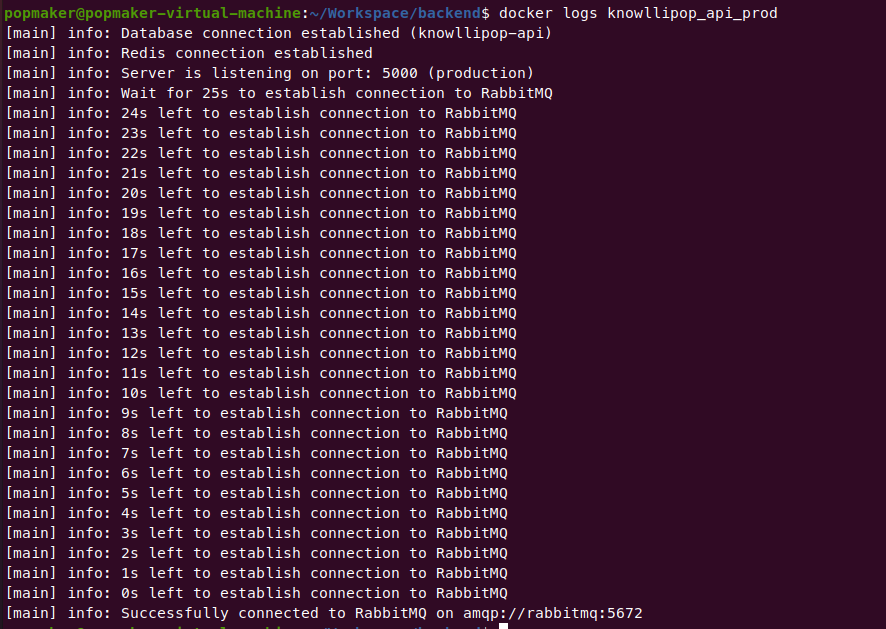 popmaker@popmaker-virtual-machine:~/Workspace/backend$ docker logs knowllipop_api_prod
[main] info: Database connection established (knowllipop-api)
[main] info: Redis connection established
[main] info: Server is listening on port: 5000 (production)
[main] info: Wait for 25s to establish connection to RabbitMQ
[main] info: 24s left to establish connection to RabbitMQ
[main] info: 23s left to establish connection to RabbitMQ
[main] info: 22s left to establish connection to RabbitMQ
[main] info: 21s left to establish connection to RabbitMQ
[main] info: 20s left to establish connection to RabbitMQ
[main] info: 19s left to establish connection to RabbitMQ
[main] info: 18s left to establish connection to RabbitMQ
[main] info: 17s left to establish connection to RabbitMQ
[main] info: 16s left to establish connection to RabbitMQ
[main] info: 15s left to establish connection to RabbitMQ
[main] info: 14s left to establish connection to RabbitMQ
[main] info: 13s left to establish connection to RabbitMQ
[main] info: 12s left to establish connection to RabbitMQ
[main] info: 11s left to establish connection to RabbitMQ
[main] info: 10s left to establish connection to RabbitMQ
[main] info: 9s left to establish connection to RabbitMQ
[main] info: 8s left to establish connection to RabbitMQ
[main] info: 7s left to establish connection to RabbitMQ
[main] info: 6s left to establish connection to RabbitMQ
[main] info: 5s left to establish connection to RabbitMQ
[main] info: 4s left to establish connection to RabbitMQ
[main] info: 3s left to establish connection to RabbitMQ
[main] info: 2s left to establish connection to RabbitMQ
[main] info: 1s left to establish connection to RabbitMQ
[main] info: 0s left to establish connection to RabbitMQ
[main] info: Successfully connected to RabbitMQ on amqp://rabbitmq:5672